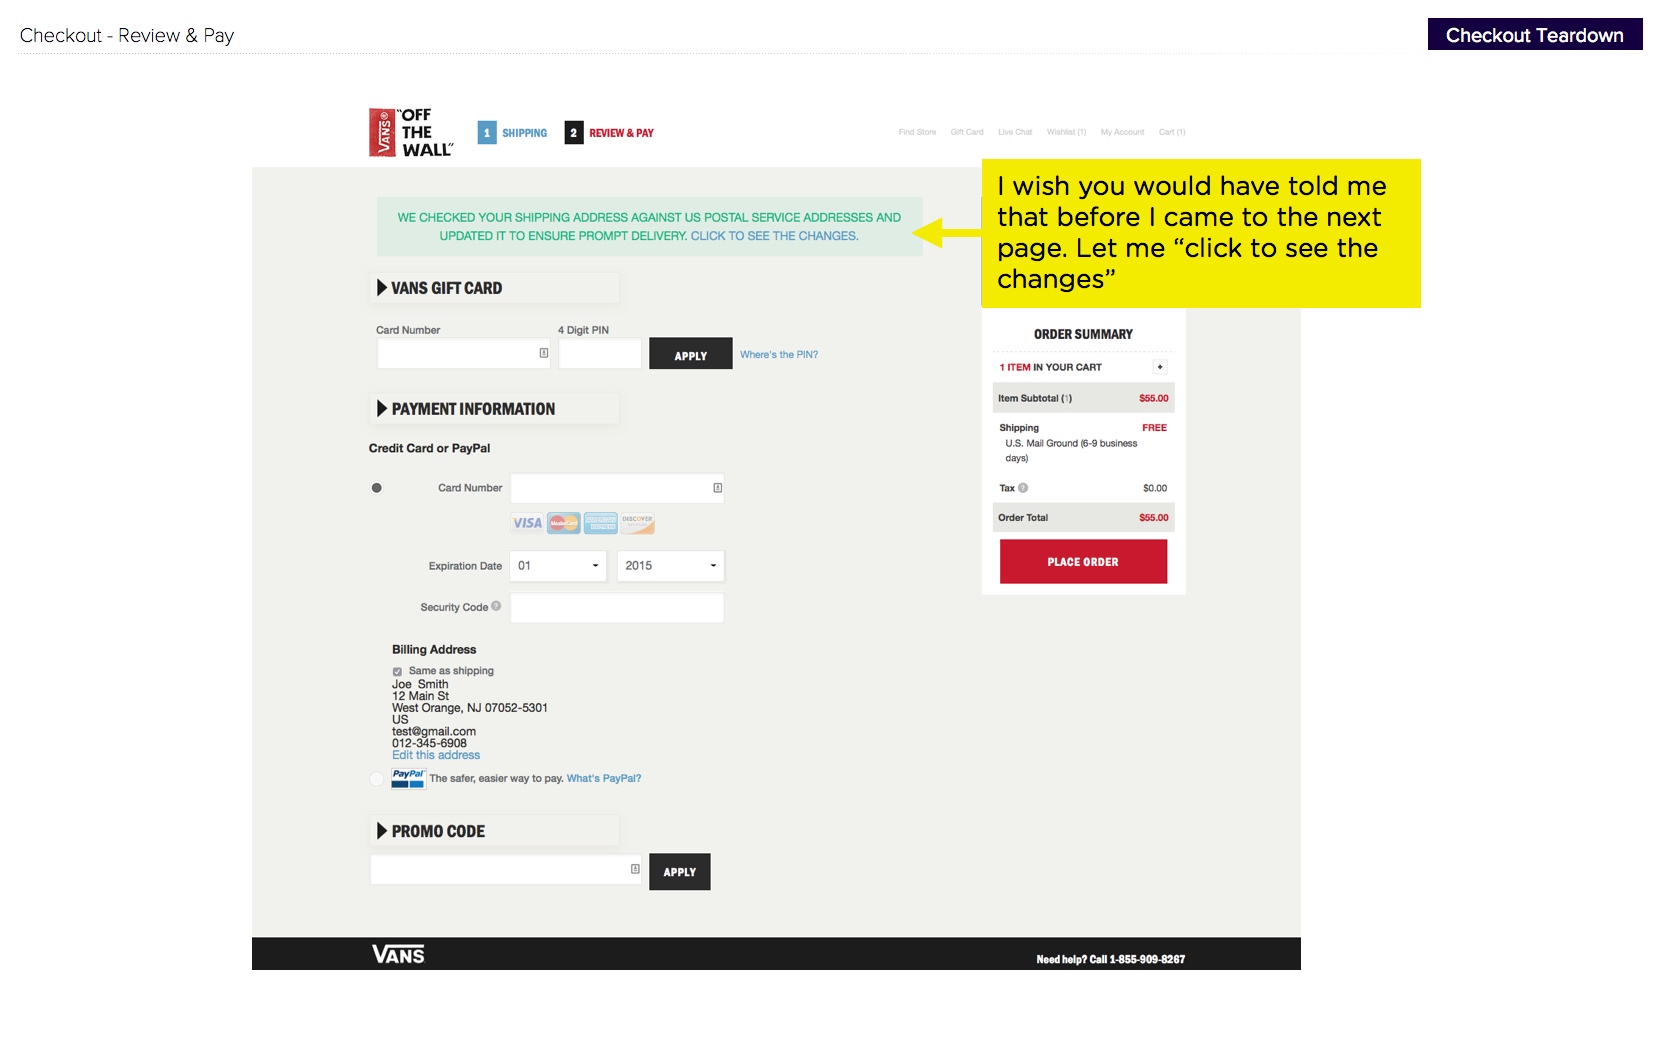 Checkout - Review & Pay
Checkout Teardown
VANS® "OFF
THE
WALL"
1 SHIPPING 2 REVIEW & PAY
Find Store Gift Card Live Chat Wishlist (1) My Account Cart (1)
I wish you would have told me
that before I came to the next
page. Let me “click to see the
changes”
WE CHECKED YOUR SHIPPING ADDRESS AGAINST US POSTAL SERVICE ADDRESSES AND
UPDATED IT TO ENSURE PROMPT DELIVERY. CLICK TO SEE THE CHANGES.
VANS GIFT CARD
Card Number 4 Digit PIN
APPLY Where's the PIN?
PAYMENT INFORMATION
Credit Card or PayPal
Card Number
VISA MasterCard AMERICAN EXPRESS DISCOVER
Expiration Date 01 2015
Security Code ?
Billing Address
Same as shipping
Joe Smith
12 Main St
West Orange, NJ 07052-5301
US
test@gmail.com
012-345-6908
Edit this address
PayPal The safer, easier way to pay. What's PayPal?
PROMO CODE
APPLY
ORDER SUMMARY
1 ITEM IN YOUR CART +
Item Subtotal (1) $55.00
Shipping FREE
U.S. Mail Ground (6-9 business
days)
Tax ? $0.00
Order Total $55.00
PLACE ORDER
VANS
Need help? Call 1-855-909-8267